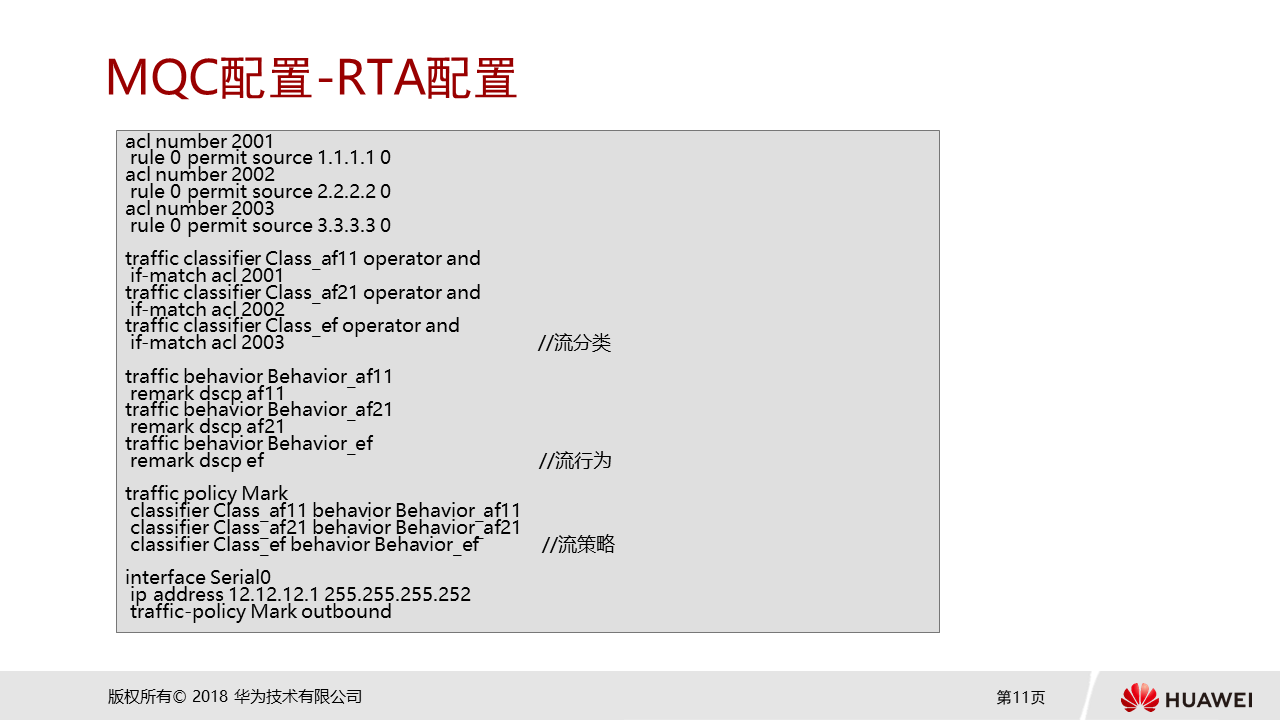 MQC配置-RTA配置
acl number 2001
rule 0 permit source 1.1.1.1 0
acl number 2002
rule 0 permit source 2.2.2.2 0
acl number 2003
rule 0 permit source 3.3.3.3 0
traffic classifier Class_af11 operator and
if-match acl 2001
traffic classifier Class_af21 operator and
if-match acl 2002
traffic classifier Class_ef operator and
if-match acl 2003 //流分类
traffic behavior Behavior_af11
remark dscp af11
traffic behavior Behavior_af21
remark dscp af21
traffic behavior Behavior_ef
remark dscp ef //流行为
traffic policy Mark
classifier Class_af11 behavior Behavior_af11
classifier Class_af21 behavior Behavior_af21
classifier Class_ef behavior Behavior_ef //流策略
interface Serial0
ip address 12.12.12.1 255.255.255.252
traffic-policy Mark outbound
版权所有© 2018 华为技术有限公司
第11页
HUAWEI